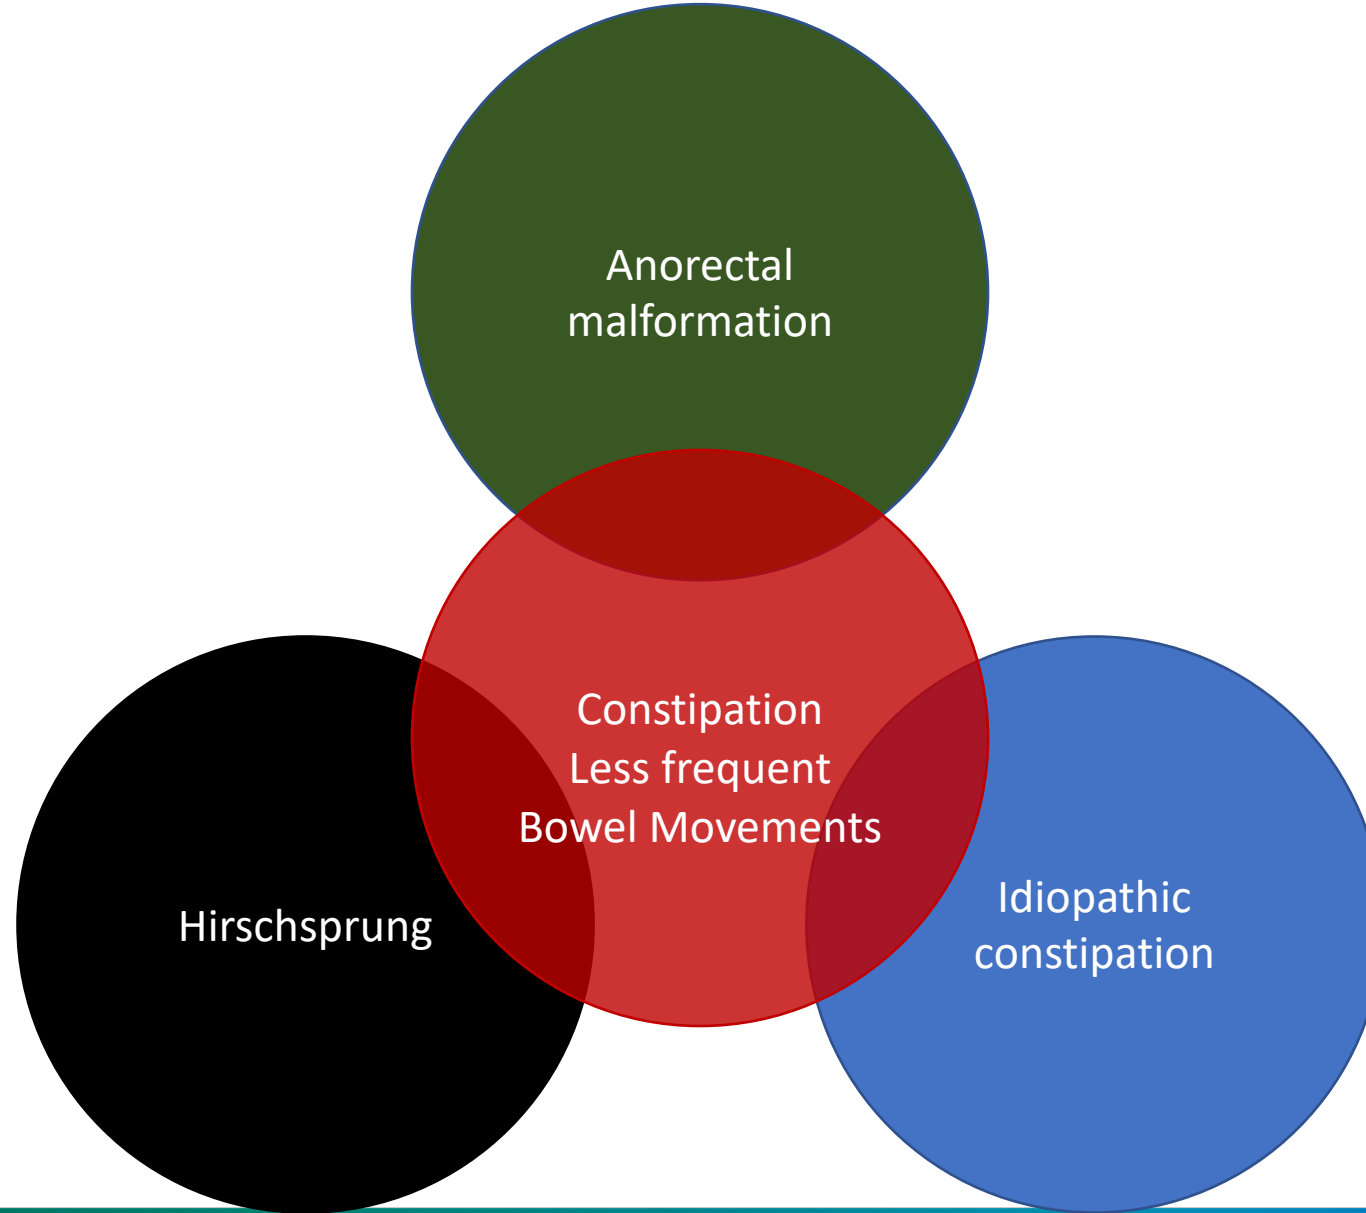 Anorectal
malformation
Constipation
Less frequent
Bowel Movements
Hirschsprung
Idiopathic
constipation